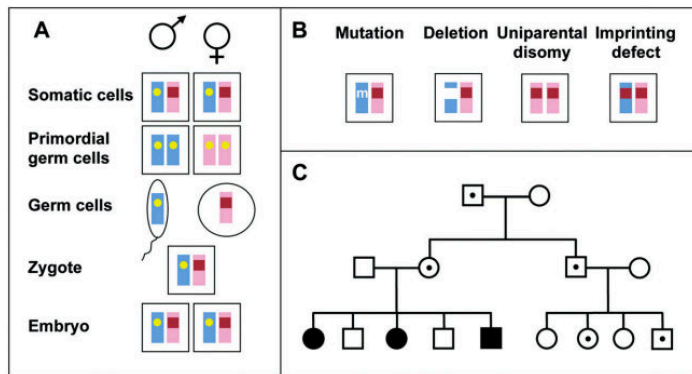 A
Somatic cells
Primordial
germ cells
Germ cells
Zygote
Embryo
B
Mutation
Deletion
Uniparental
disomy
Imprinting
defect
m
C